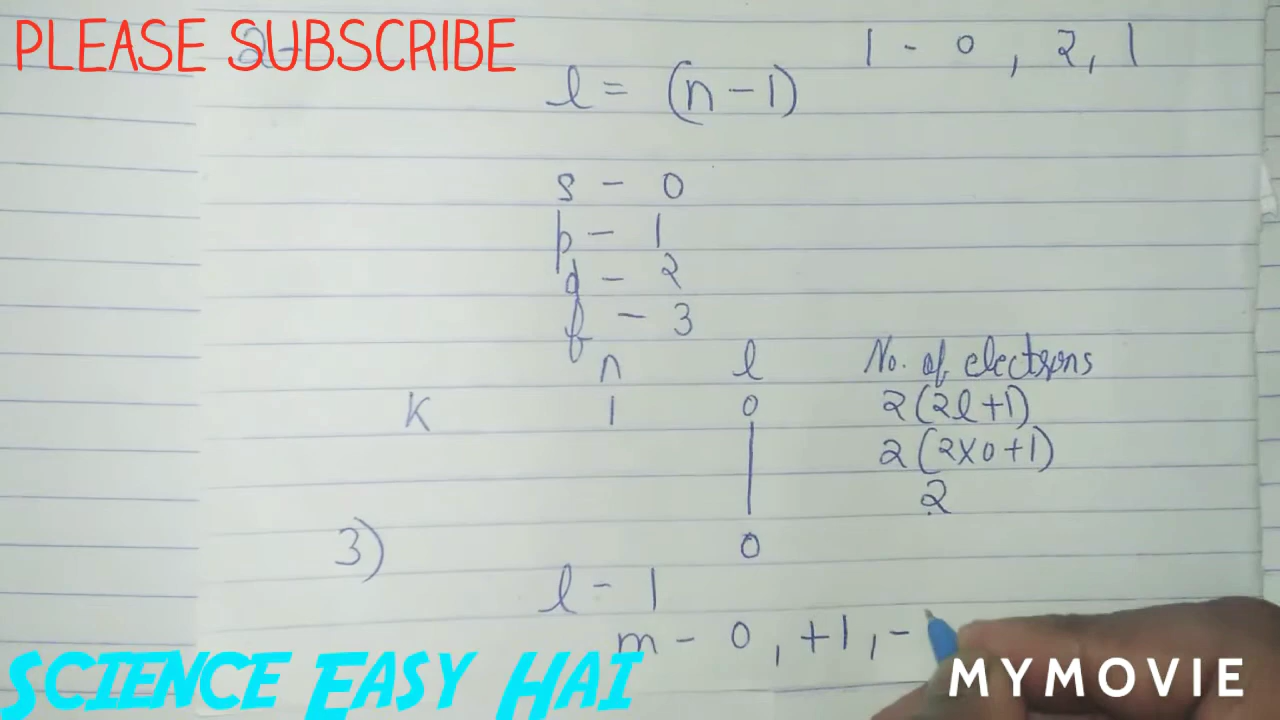 PLEASE SUBSCRIBE
2-
1 - 0 , 2, 1
l = (n-1)
s - 0
p - 1
d - 2
f - 3
n l No. of electrons
K 1 0 2(2l+1)
2(2x0+1)
2
3) 0
l - 1
m - 0, +1, -
SCIENCE EASY HAI
MYMOVIE